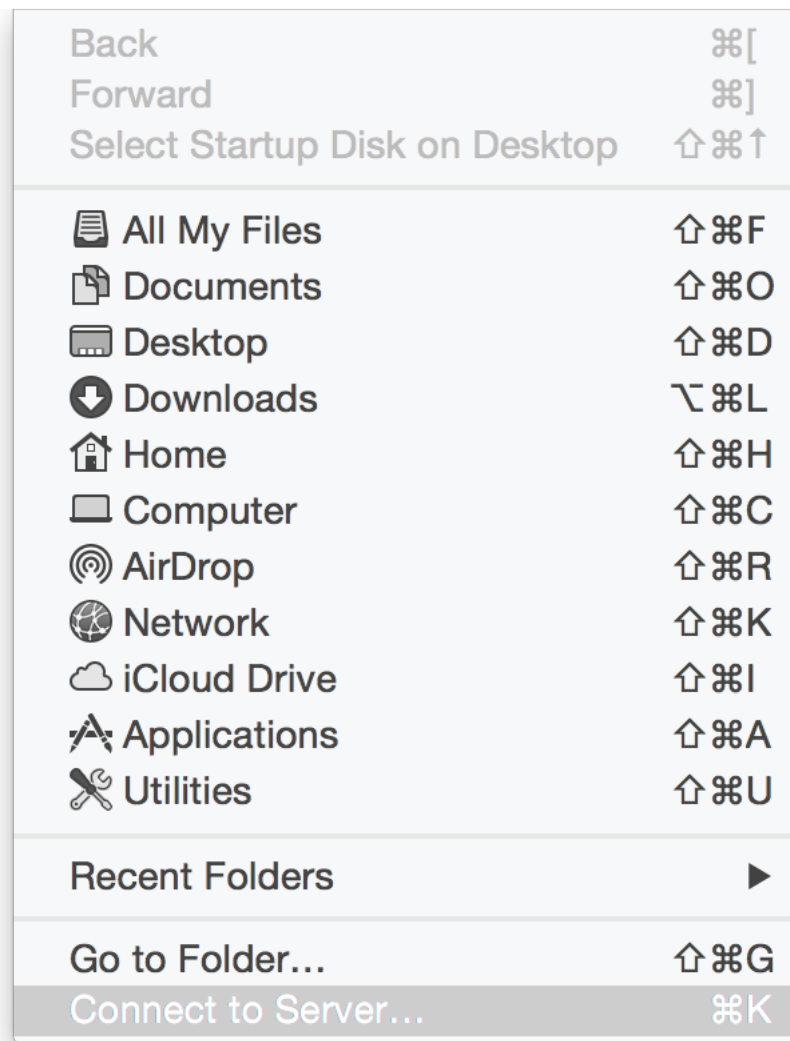 Back ⌘[
Forward ⌘]
Select Startup Disk on Desktop ⇧⌘↑
All My Files ⇧⌘F
Documents ⇧⌘O
Desktop ⇧⌘D
Downloads ⌥⌘L
Home ⇧⌘H
Computer ⇧⌘C
AirDrop ⇧⌘R
Network ⇧⌘K
iCloud Drive ⇧⌘I
Applications ⇧⌘A
Utilities ⇧⌘U
Recent Folders ▶
Go to Folder… ⇧⌘G
Connect to Server… ⌘K